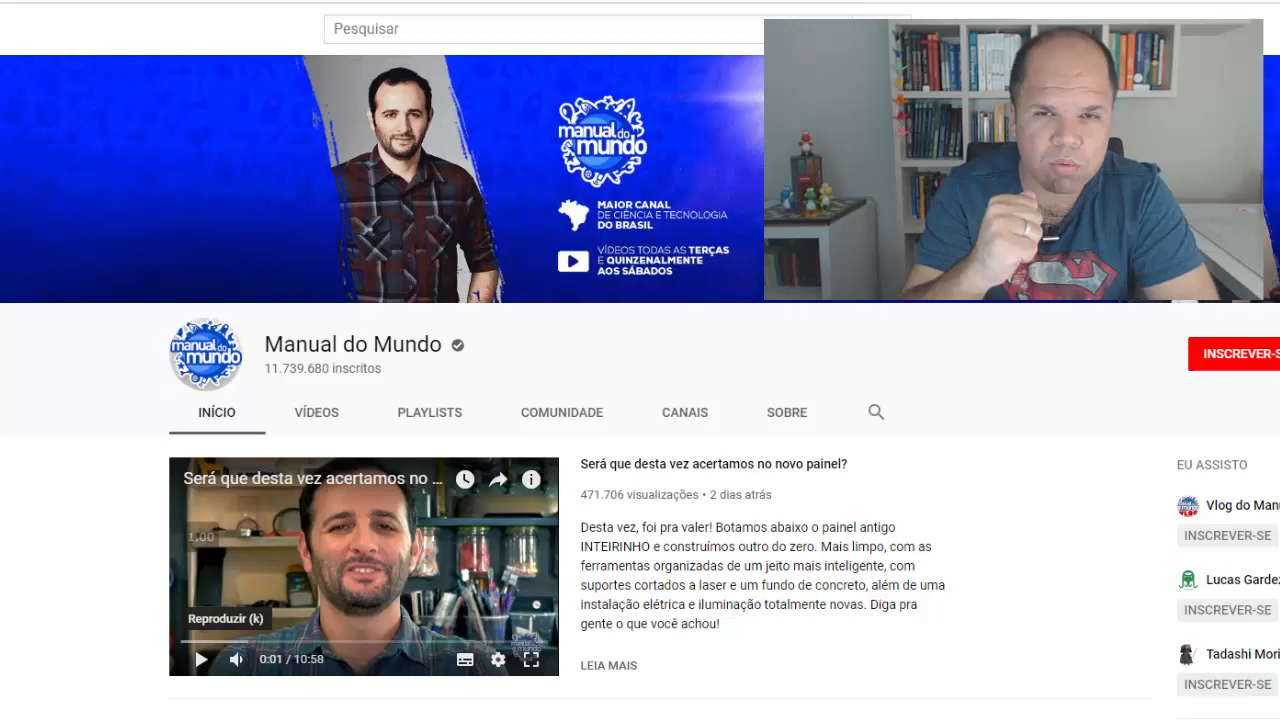 Pesquisar
manual do
mundo
MAIOR CANAL
DE CIÊNCIA E TECNOLOGIA
DO BRASIL
VÍDEOS TODAS AS TERÇAS
E QUINZENALMENTE
AOS SÁBADOS
manual do
mundo
Manual do Mundo
11.739.680 inscritos
INSCREVER-S
INÍCIO
VÍDEOS
PLAYLISTS
COMUNIDADE
CANAIS
SOBRE
Será que desta vez acertamos no ...
1.00
Reproduzir (k)
0:01 / 10:58
Será que desta vez acertamos no novo painel?
471.706 visualizações • 2 dias atrás
Desta vez, foi pra valer! Botamos abaixo o painel antigo
INTEIRINHO e construímos outro do zero. Mais limpo, com as
ferramentas organizadas de um jeito mais inteligente, com
suportes cortados a laser e um fundo de concreto, além de uma
instalação elétrica e iluminação totalmente novas. Diga pra
gente o que você achou!
LEIA MAIS
EU ASSISTO
Vlog do Manu
INSCREVER-SE
Lucas Gardez
INSCREVER-SE
Tadashi Mori
INSCREVER-SE